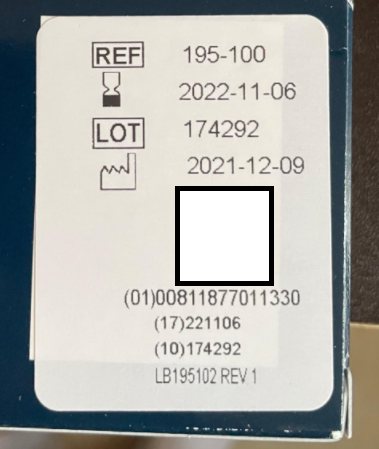 REF 195-100
2022-11-06
LOT 174292
2021-12-09
(01)00811877011330
(17)221106
(10)174292
LB195102 REV 1